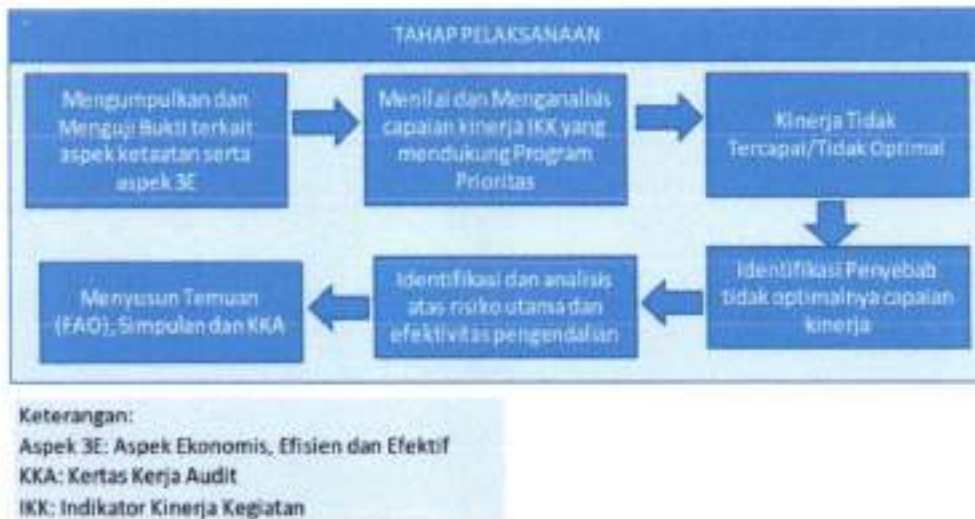 TAHAP PELAKSANAAN
Mengumpulkan dan
Menguji Bukti terkait
aspek ketaatan serta
aspek 3E
Menilai dan Menganalisis
capaian kinerja IKK yang
mendukung Program
Prioritas
Kinerja Tidak
Tercapai/Tidak Optimal
Identifikasi Penyebab
tidak optimalnya capaian
kinerja
Identifikasi dan analisis
atas risiko utama dan
efektivitas pengendalian
Menyusun Temuan
(FAO), Simpulan dan KKA
Keterangan:
Aspek 3E: Aspek Ekonomis, Efisien dan Efektif
KKA: Kertas Kerja Audit
IKK: Indikator Kinerja Kegiatan